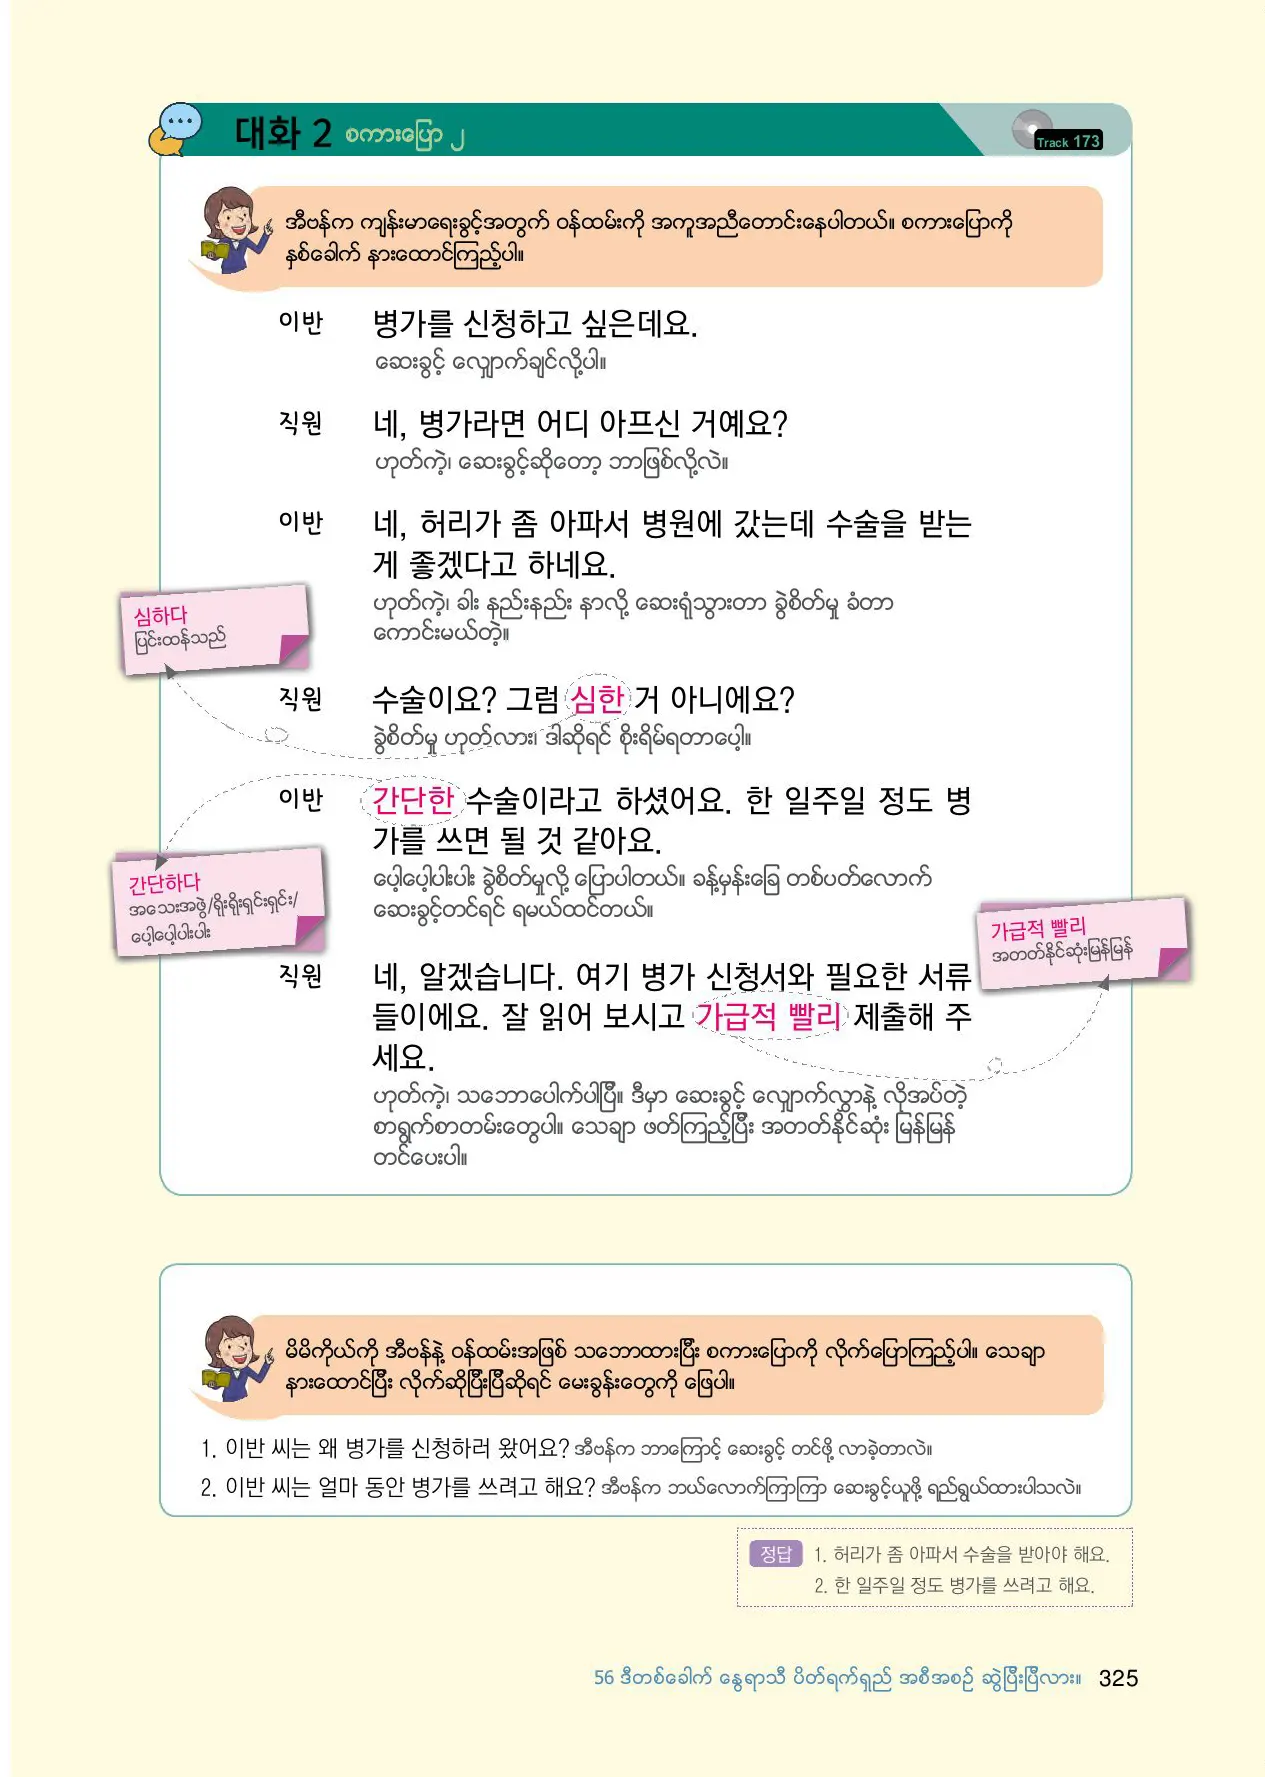 대화 2 စကားပြော ၂
Track 173
အီဗန်က ကျန်းမာရေးခွင့်အတွက် ဝန်ထမ်းကို အကူအညီတောင်းနေပါတယ်။ စကားပြောကို
နှစ်ခေါက် နားထောင်ကြည့်ပါ။
이반 병가를 신청하고 싶은데요.
ဆေးခွင့် လျှောက်ချင်လို့ပါ။
직원 네, 병가라면 어디 아프신 거예요?
ဟုတ်ကဲ့၊ ဆေးခွင့်ဆိုတော့ ဘာဖြစ်လို့လဲ။
이반 네, 허리가 좀 아파서 병원에 갔는데 수술을 받는
게 좋겠다고 하네요.
ဟုတ်ကဲ့၊ ခါး နည်းနည်း နာလို့ ဆေးရုံသွားတာ ခွဲစိတ်မှု ခံတာ
ကောင်းမယ်တဲ့။
심하다
ပြင်းထန်သည်
직원 수술이요? 그럼 심한 거 아니에요?
ခွဲစိတ်မှု ဟုတ်လား၊ ဒါဆိုရင် စိုးရိမ်ရတာပေါ့။
이반 간단한 수술이라고 하셨어요. 한 일주일 정도 병
가를 쓰면 될 것 같아요.
ပေါ့ပေါ့ပါးပါး ခွဲစိတ်မှုလို့ ပြောပါတယ်။ ခန့်မှန်းခြေ တစ်ပတ်လောက်
ဆေးခွင့်တင်ရင် ရမယ်ထင်တယ်။
간단하다
အသေးအဖွဲ/ရိုးရိုးရှင်းရှင်း/
ပေါ့ပေါ့ပါးပါး
가급적 빨리
အတတ်နိုင်ဆုံးမြန်မြန်
직원 네, 알겠습니다. 여기 병가 신청서와 필요한 서류
들이에요. 잘 읽어 보시고 가급적 빨리 제출해 주
세요.
ဟုတ်ကဲ့၊ သဘောပေါက်ပါပြီ။ ဒီမှာ ဆေးခွင့် လျှောက်လွှာနဲ့ လိုအပ်တဲ့
စာရွက်စာတမ်းတွေပါ။ သေချာ ဖတ်ကြည့်ပြီး အတတ်နိုင်ဆုံး မြန်မြန်
တင်ပေးပါ။
မိမိကိုယ်ကို အီဗန်နဲ့ ဝန်ထမ်းအဖြစ် သဘောထားပြီး စကားပြောကို လိုက်ပြောကြည့်ပါ။ သေချာ
နားထောင်ပြီး လိုက်ဆိုပြီးပြီဆိုရင် မေးခွန်းတွေကို ဖြေပါ။
1. 이반 씨는 왜 병가를 신청하러 왔어요? အီဗန်က ဘာကြောင့် ဆေးခွင့် တင်ဖို့ လာခဲ့တာလဲ။
2. 이반 씨는 얼마 동안 병가를 쓰려고 해요? အီဗန်က ဘယ်လောက်ကြာကြာ ဆေးခွင့်ယူဖို့ ရည်ရွယ်ထားပါသလဲ။
정답 1. 허리가 좀 아파서 수술을 받아야 해요.
2. 한 일주일 정도 병가를 쓰려고 해요.
56 ဒီတစ်ခေါက် နွေရာသီ ပိတ်ရက်ရှည် အစီအစဉ် ဆွဲပြီးပြီလား။ 325